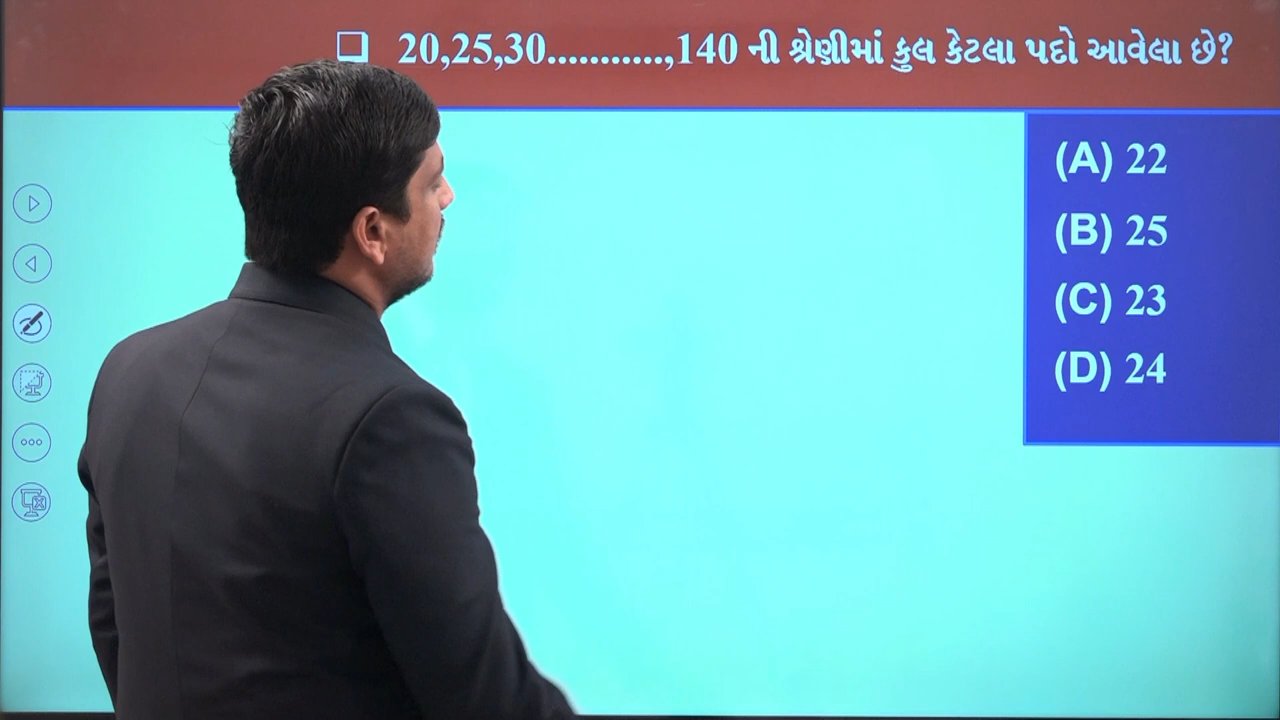 ❑ 20,25,30...........,140 ની શ્રેણીમાં કુલ કેટલા પદો આવેલા છે?
(A) 22
(B) 25
(C) 23
(D) 24